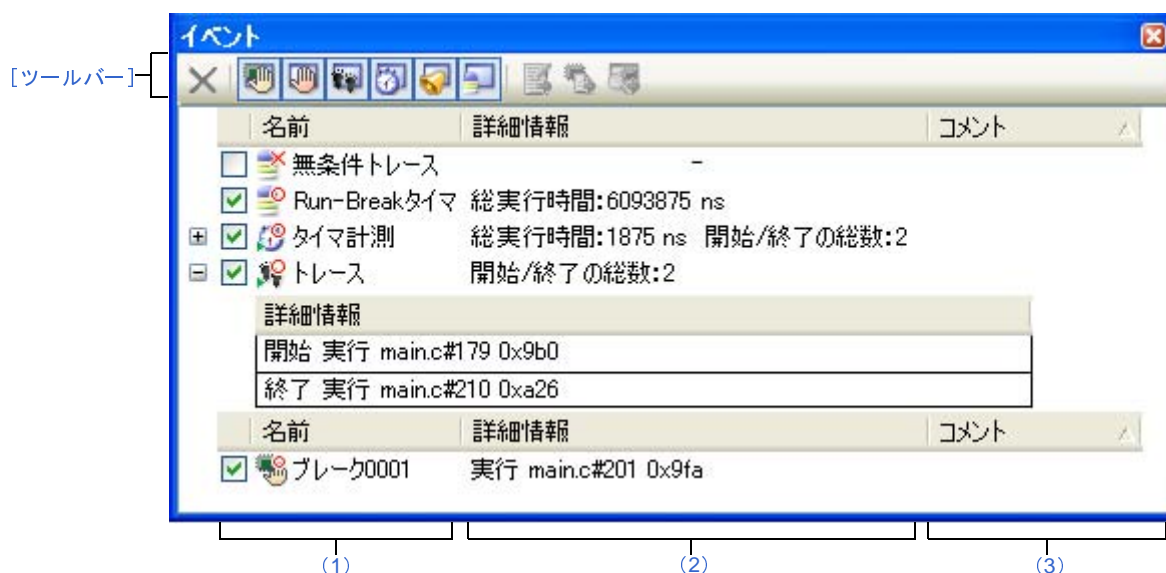 イベント
[ツールバー]
名前 詳細情報 コメント
無条件トレース -
Run-Breakタイマ 総実行時間:6093875 ns
タイマ計測 総実行時間:1875 ns 開始/終了の総数:2
トレース 開始/終了の総数:2
詳細情報
開始 実行 main.c#179 0x9b0
終了 実行 main.c#210 0xa26
名前 詳細情報 コメント
ブレーク0001 実行 main.c#201 0x9fa
(1) (2) (3)